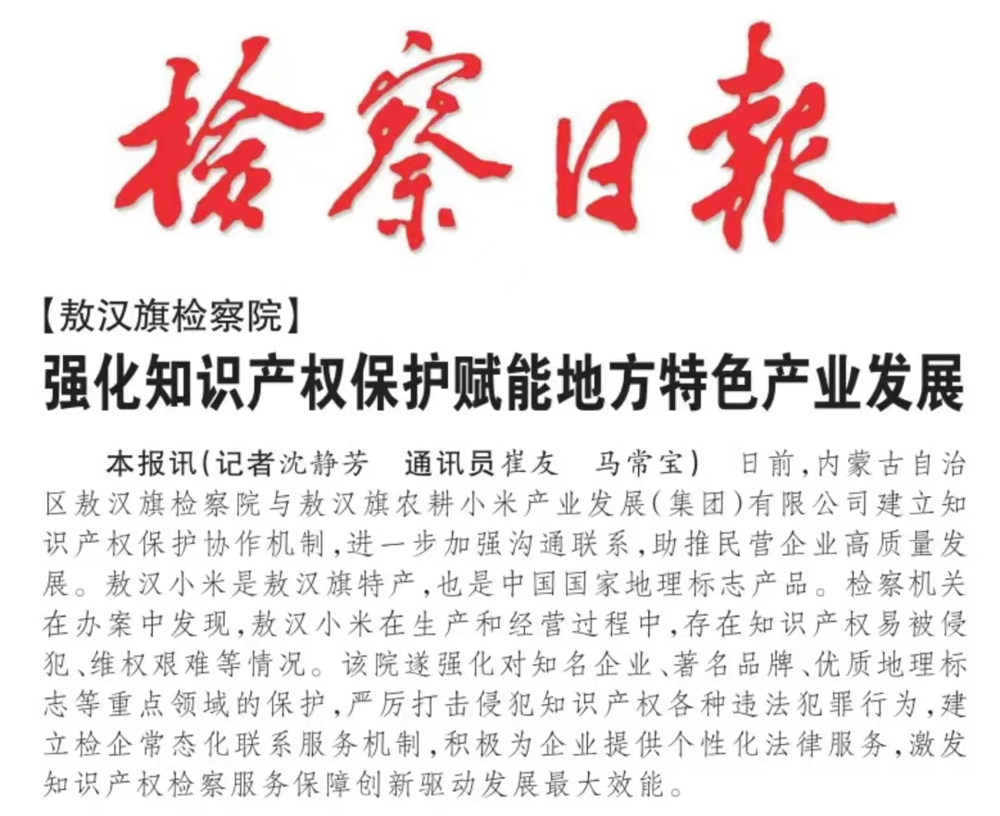 检察日报
【敖汉旗检察院】
强化知识产权保护赋能地方特色产业发展
本报讯(记者沈静芳 通讯员崔友 马常宝) 日前,内蒙古自治
区敖汉旗检察院与敖汉旗农耕小米产业发展(集团)有限公司建立知
识产权保护协作机制,进一步加强沟通联系,助推民营企业高质量发
展。敖汉小米是敖汉旗特产,也是中国国家地理标志产品。检察机关
在办案中发现,敖汉小米在生产和经营过程中,存在知识产权易被侵
犯、维权艰难等情况。该院遂强化对知名企业、著名品牌、优质地理标
志等重点领域的保护,严厉打击侵犯知识产权各种违法犯罪行为,建
立检企常态化联系服务机制,积极为企业提供个性化法律服务,激发
知识产权检察服务保障创新驱动发展最大效能。